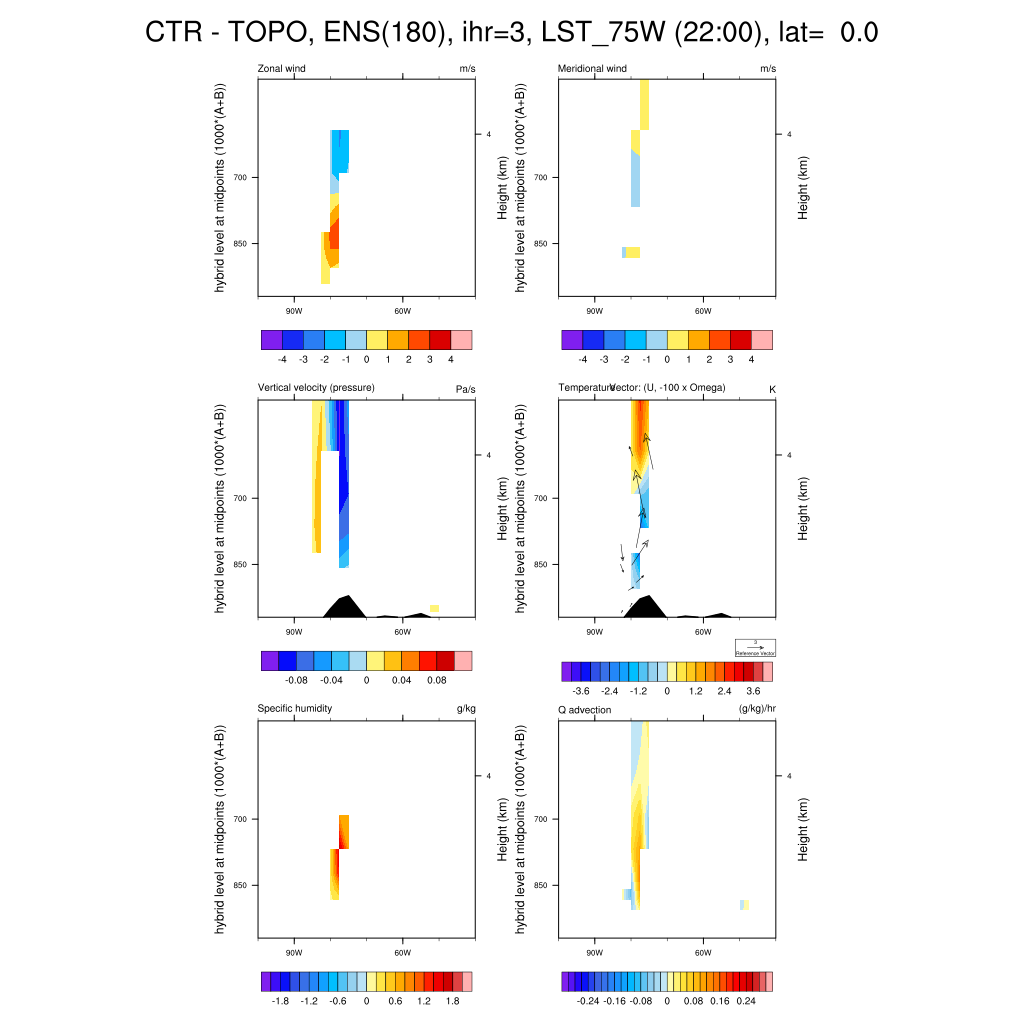 CTR - TOPO, ENS(180), ihr=3, LST_75W (22:00), lat= 0.0
Zonal wind m/s
hybrid level at midpoints (1000*(A+B))
700
850
4
Height (km)
90W 60W
-4 -3 -2 -1 0 1 2 3 4
Meridional wind m/s
hybrid level at midpoints (1000*(A+B))
700
850
4
Height (km)
90W 60W
-4 -3 -2 -1 0 1 2 3 4
Vertical velocity (pressure) Pa/s
hybrid level at midpoints (1000*(A+B))
700
850
4
Height (km)
90W 60W
-0.08 -0.04 0 0.04 0.08
Temperature Vector: (U, -100 x Omega) K
hybrid level at midpoints (1000*(A+B))
700
850
4
Height (km)
90W 60W
3
Reference Vector
-3.6 -2.4 -1.2 0 1.2 2.4 3.6
Specific humidity g/kg
hybrid level at midpoints (1000*(A+B))
700
850
4
Height (km)
90W 60W
-1.8 -1.2 -0.6 0 0.6 1.2 1.8
Q advection (g/kg)/hr
hybrid level at midpoints (1000*(A+B))
700
850
4
Height (km)
90W 60W
-0.24 -0.16 -0.08 0 0.08 0.16 0.24